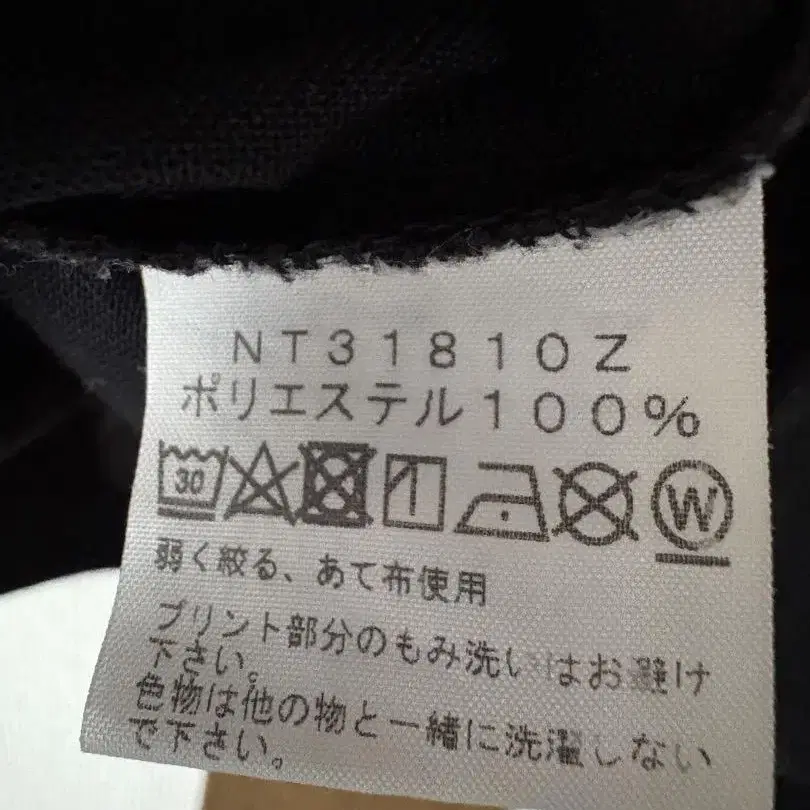 NT31810Z
ポリエステル100%
30
W
弱く絞る、あて布使用
プリント部分のもみ洗いはお避け
下さい。
色物は他の物と一緒に洗濯しない
で下さい。